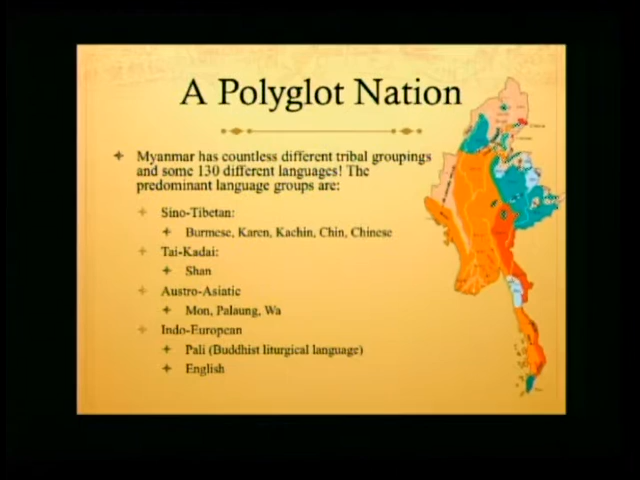 A Polyglot Nation
Myanmar has countless different tribal groupings
and some 130 different languages! The
predominant language groups are:
Sino-Tibetan:
Burmese, Karen, Kachin, Chin, Chinese
Tai-Kadai:
Shan
Austro-Asiatic
Mon, Palaung, Wa
Indo-European
Pali (Buddhist liturgical language)
English